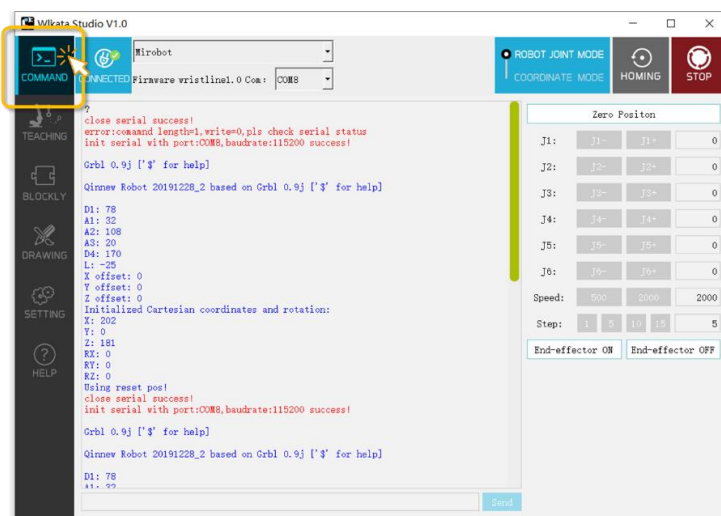 Wlkata Studio V1.0
COMMAND
CONNECTED
Mirobot
Firmware wristline1.0 Com: COM8
ROBOT JOINT MODE
COORDINATE MODE
HOMING
STOP
TEACHING
BLOCKLY
DRAWING
SETTING
HELP
?
close serial success!
error:comamnd length=1,write=0,pls check serial status
init serial with port:COM8,baudrate:115200 success!
Grbl 0.9j ['$' for help]
Qinnew Robot 20191228_2 based on Grbl 0.9j ['$' for help]
D1: 78
A1: 32
A2: 108
A3: 20
D4: 170
L: -25
X offset: 0
Y offset: 0
Z offset: 0
Initialized Cartesian coordinates and rotation:
X: 202
Y: 0
Z: 181
RX: 0
RY: 0
RZ: 0
Using reset pos!
close serial success!
init serial with port:COM8,baudrate:115200 success!
Grbl 0.9j ['$' for help]
Qinnew Robot 20191228_2 based on Grbl 0.9j ['$' for help]
D1: 78
A1: 32
Send
Zero Positon
J1: J1- J1+ 0
J2: J2- J2+ 0
J3: J3- J3+ 0
J4: J4- J4+ 0
J5: J5- J5+ 0
J6: J6- J6+ 0
Speed: 500 2000 2000
Step: 1 5 10 15 5
End-effector ON End-effector OFF